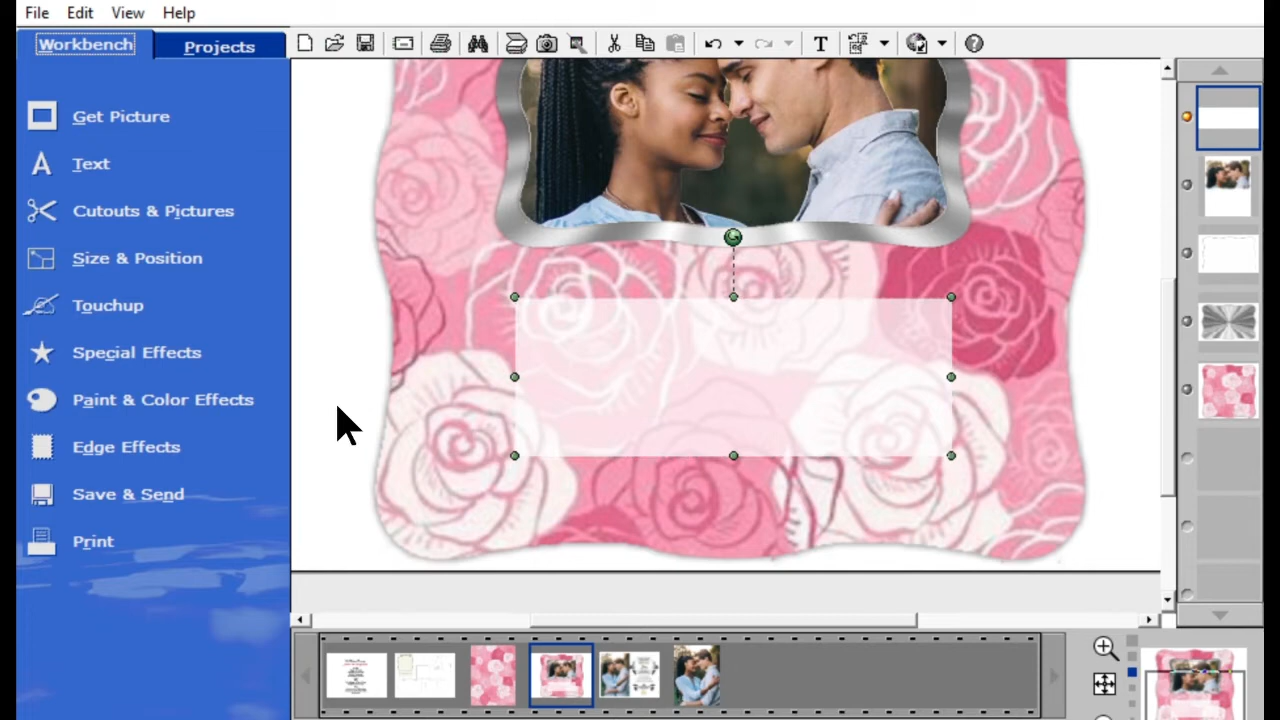 File Edit View Help
Workbench Projects
Get Picture
Text
Cutouts & Pictures
Size & Position
Touchup
Special Effects
Paint & Color Effects
Edge Effects
Save & Send
Print